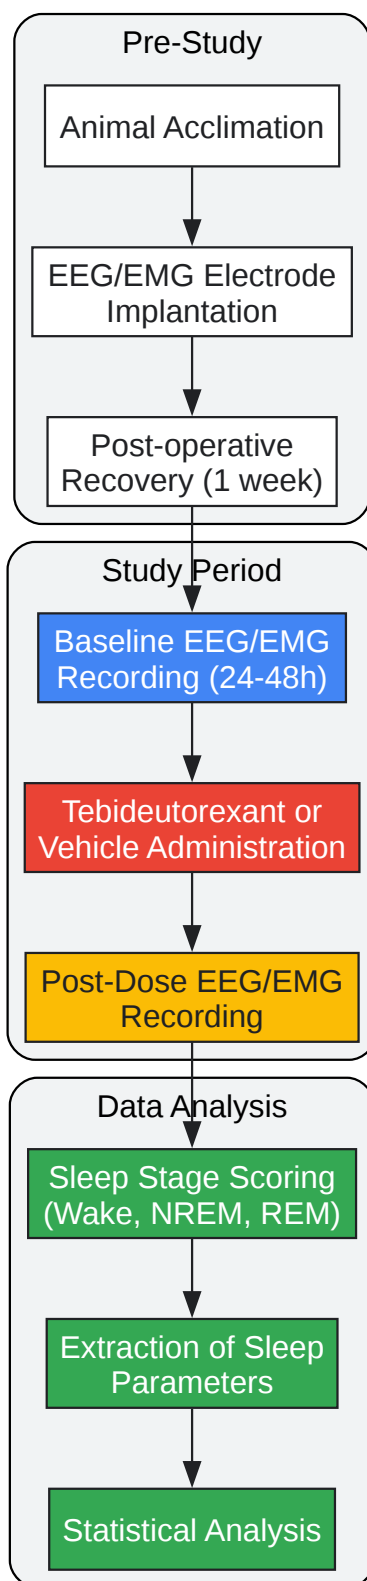 Pre-Study
Animal Acclimation
EEG/EMG Electrode
Implantation
Post-operative
Recovery (1 week)
Study Period
Baseline EEG/EMG
Recording (24-48h)
Tebideutorexant or
Vehicle Administration
Post-Dose EEG/EMG
Recording
Data Analysis
Sleep Stage Scoring
(Wake, NREM, REM)
Extraction of Sleep
Parameters
Statistical Analysis